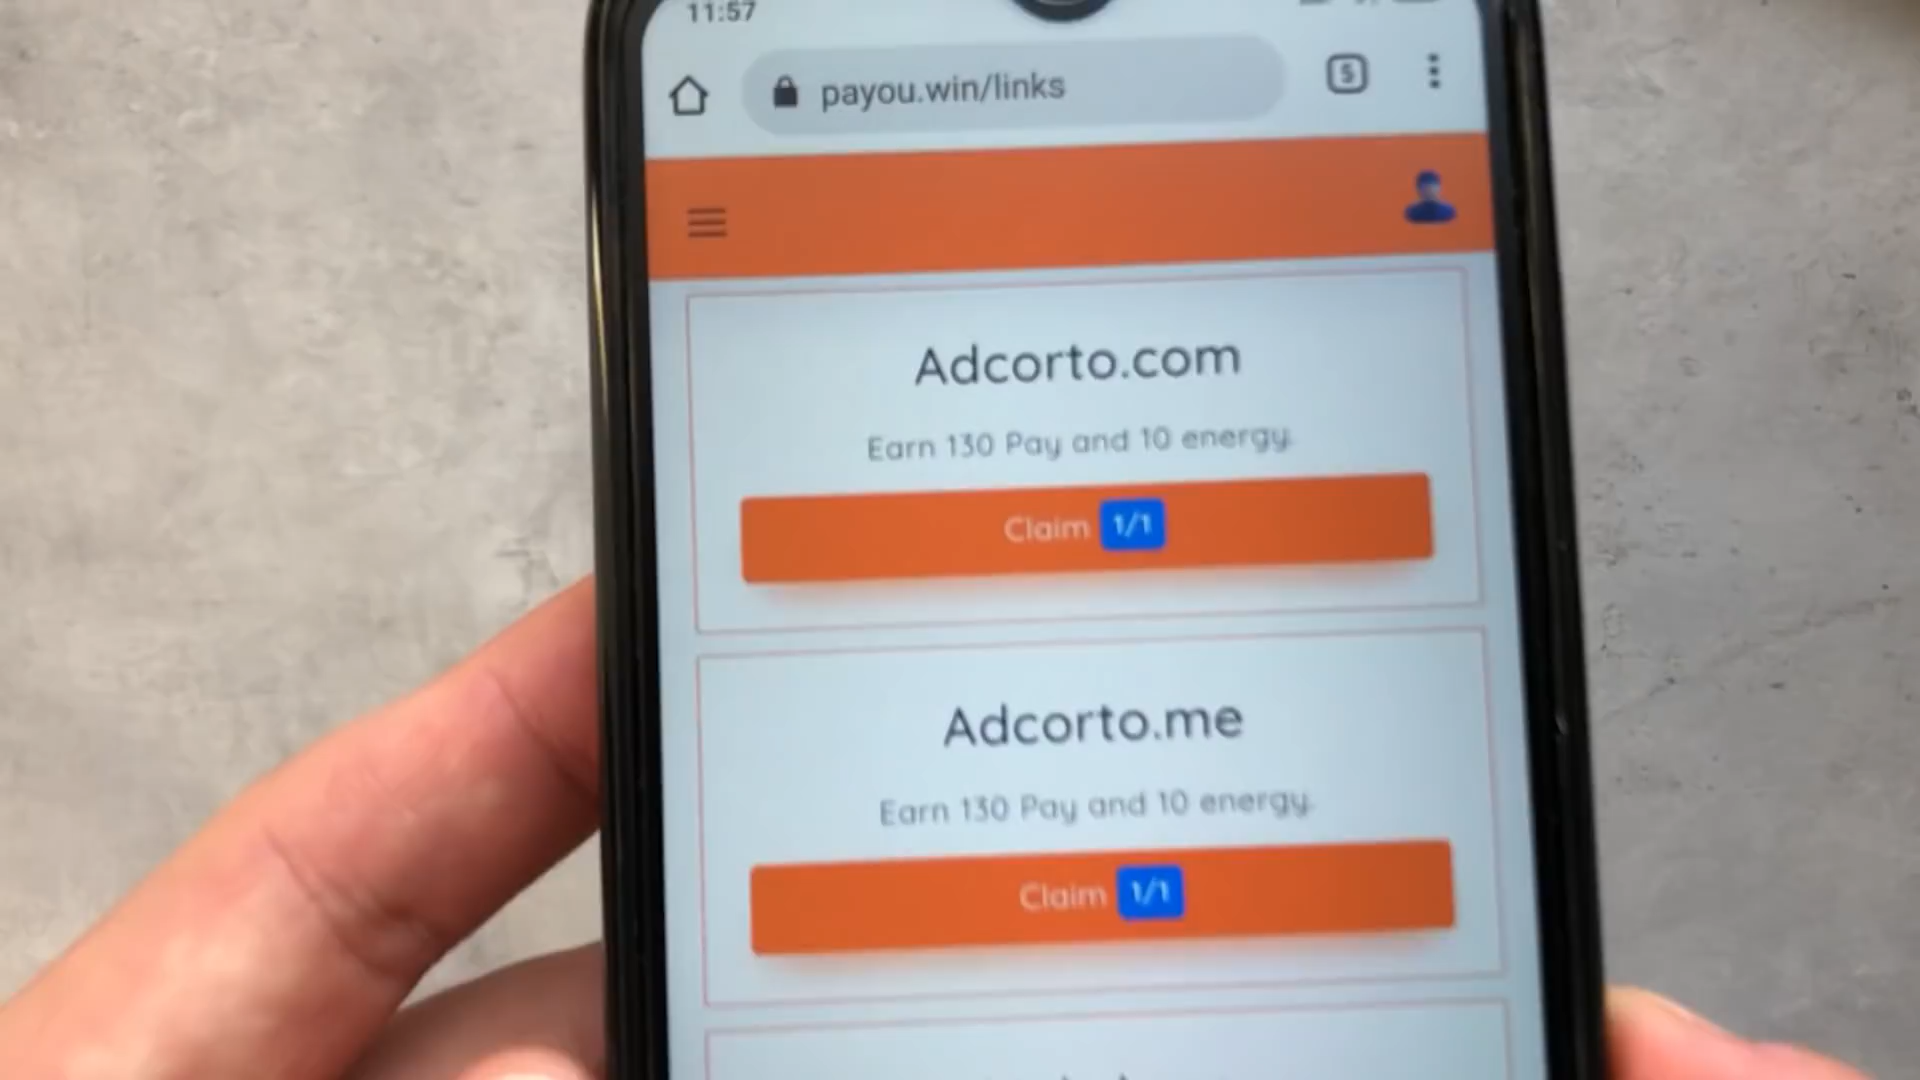 11:57
payou.win/links
5
Adcorto.com
Earn 130 Pay and 10 energy.
Claim 1/1
Adcorto.me
Earn 130 Pay and 10 energy.
Claim 1/1